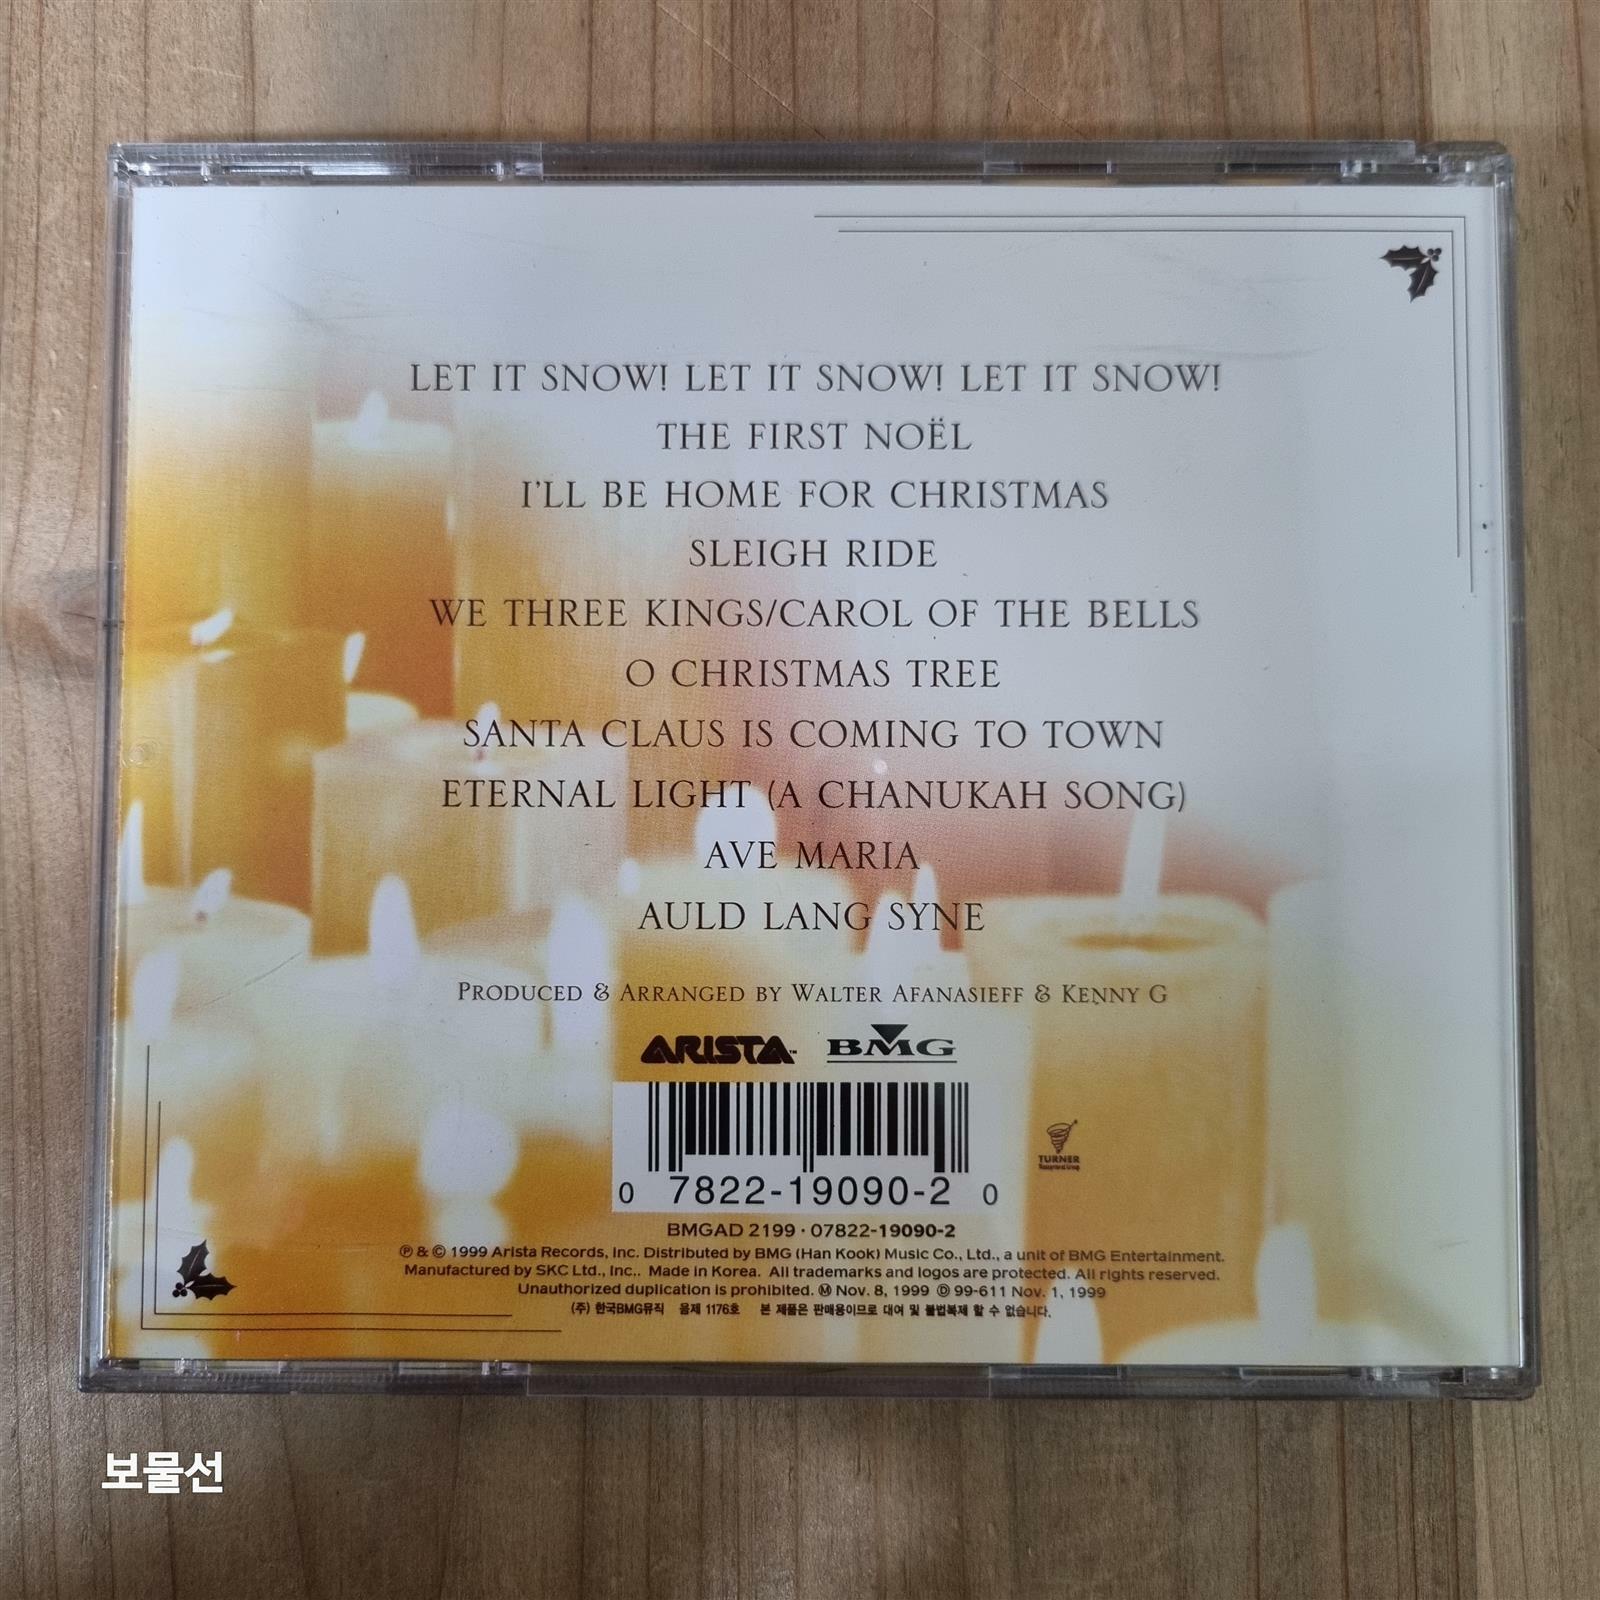 LET IT SNOW! LET IT SNOW! LET IT SNOW!
THE FIRST NOËL
I'LL BE HOME FOR CHRISTMAS
SLEIGH RIDE
WE THREE KINGS/CAROL OF THE BELLS
O CHRISTMAS TREE
SANTA CLAUS IS COMING TO TOWN
ETERNAL LIGHT (A CHANUKAH SONG)
AVE MARIA
AULD LANG SYNE
PRODUCED & ARRANGED BY WALTER AFANASIEFF & KENNY G
ARISTA™ BMG
TURNER
0 7822-19090-2 0
BMGAD 2199 · 07822-19090-2
℗ & © 1999 Arista Records, Inc. Distributed by BMG (Han Kook) Music Co., Ltd., a unit of BMG Entertainment.
Manufactured by SKC Ltd., Inc.. Made in Korea. All trademarks and logos are protected. All rights reserved.
Unauthorized duplication is prohibited. Ⓜ Nov. 8, 1999 Ⓓ 99-611 Nov. 1, 1999
(주) 한국BMG뮤직 음제 1176호 본 제품은 판매용이므로 대여 및 불법복제 할 수 없습니다.
보물선